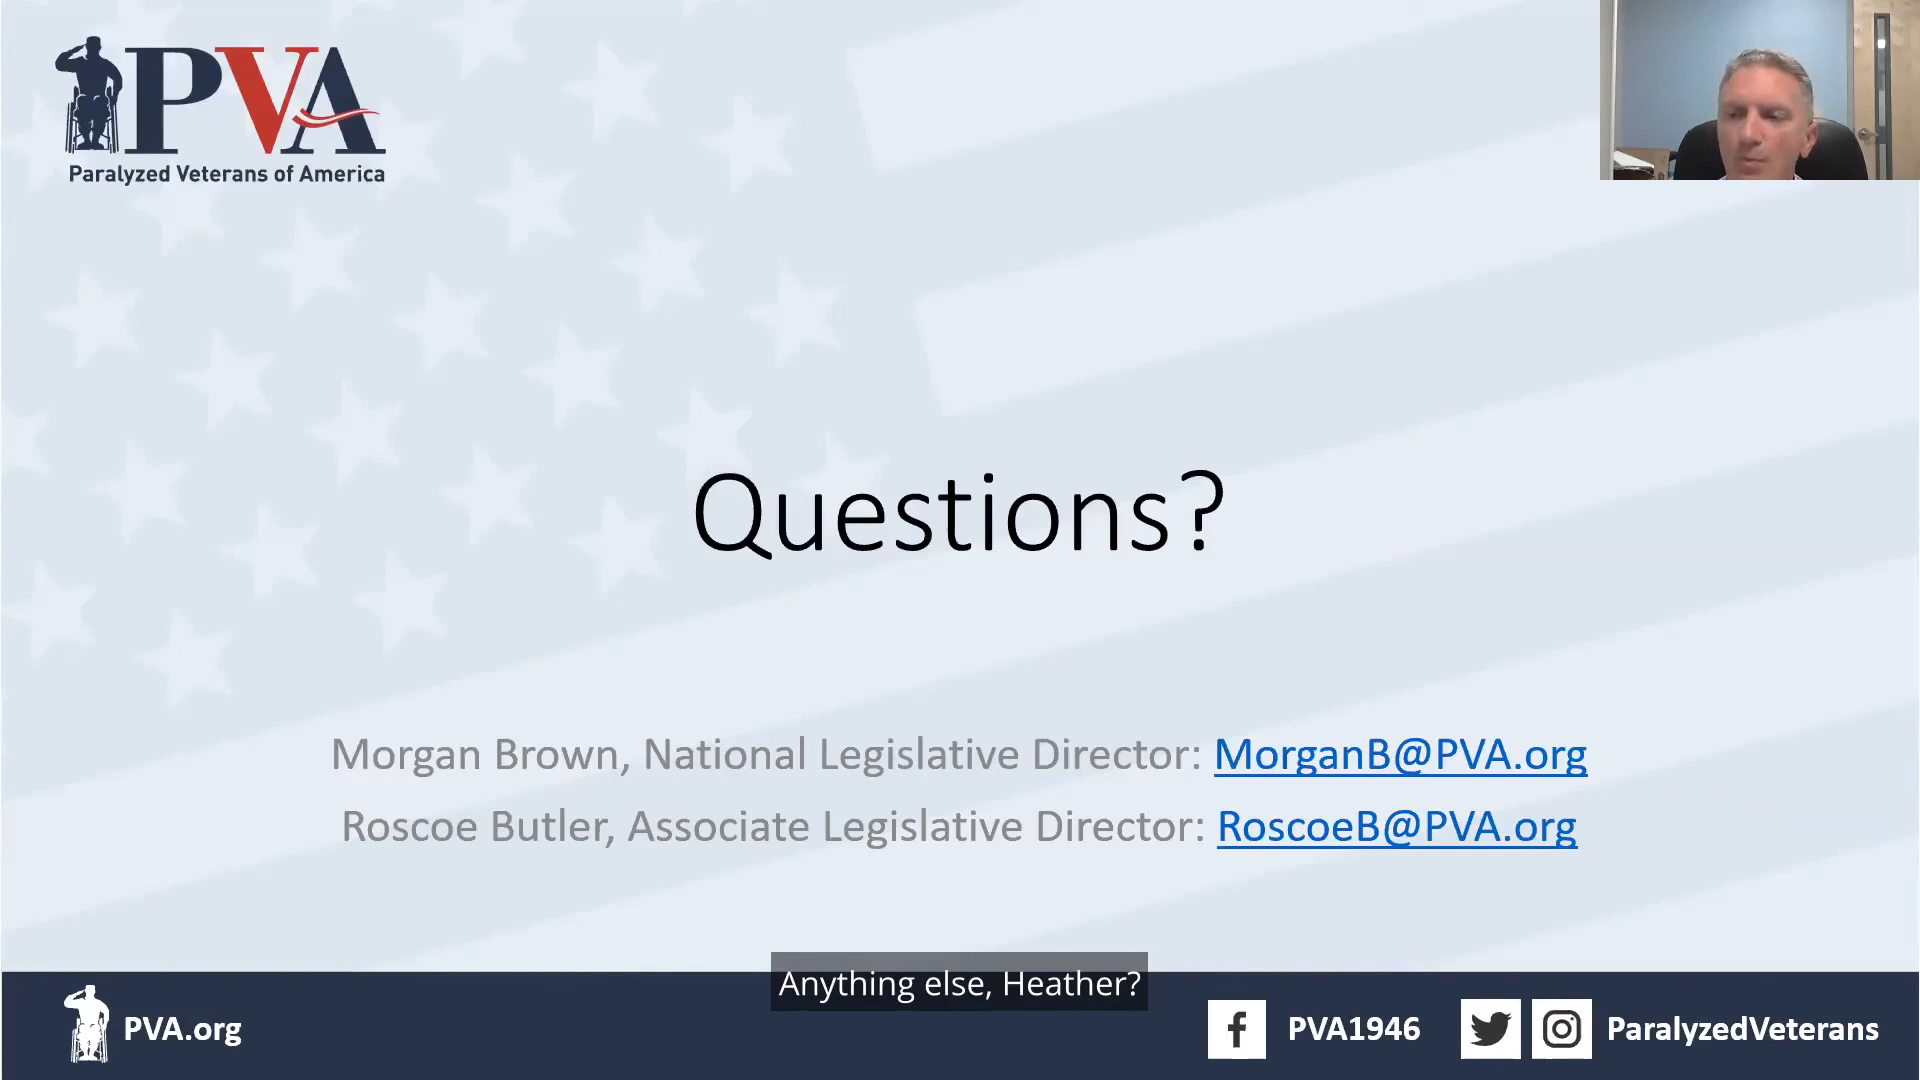 PVA
Paralyzed Veterans of America
Questions?
Morgan Brown, National Legislative Director: MorganB@PVA.org
Roscoe Butler, Associate Legislative Director: RoscoeB@PVA.org
Anything else, Heather?
PVA.org
PVA1946
ParalyzedVeterans